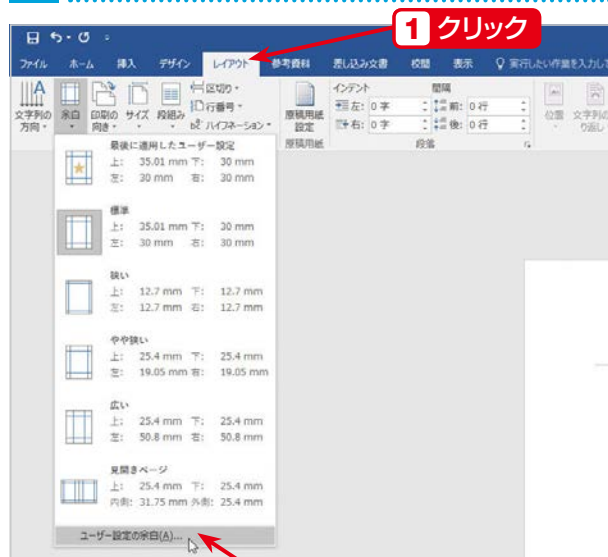 1 クリック
ファイル ホーム 挿入 デザイン レイアウト 参考資料 差し込み文書 校閲 表示 実行したい作業を入力して
文字列の方向 余白 印刷の向き サイズ 段組み 区切り 行番号 ハイフネーション
原稿用紙設定
原稿用紙
インデント 間隔
左: 0 字 前: 0 行
右: 0 字 後: 0 行
段落
位置 文字列の
り返し
最後に適用したユーザー設定
上: 35.01 mm 下: 30 mm
左: 30 mm 右: 30 mm
標準
上: 35.01 mm 下: 30 mm
左: 30 mm 右: 30 mm
狭い
上: 12.7 mm 下: 12.7 mm
左: 12.7 mm 右: 12.7 mm
やや狭い
上: 25.4 mm 下: 25.4 mm
左: 19.05 mm 右: 19.05 mm
広い
上: 25.4 mm 下: 25.4 mm
左: 50.8 mm 右: 50.8 mm
見開きページ
上: 25.4 mm 下: 25.4 mm
内側: 31.75 mm 外側: 25.4 mm
ユーザー設定の余白(A)...